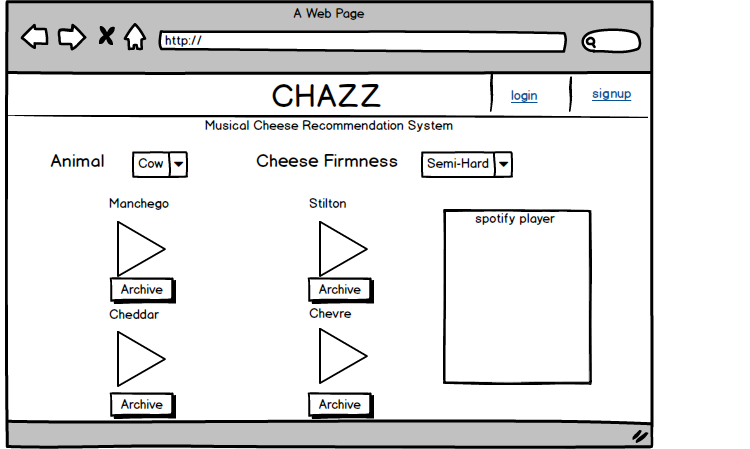 A Web Page
http://
CHAZZ
login
signup
Musical Cheese Recommendation System
Animal
Cow
Cheese Firmness
Semi-Hard
Manchego
Stilton
spotify player
Archive
Archive
Cheddar
Chevre
Archive
Archive